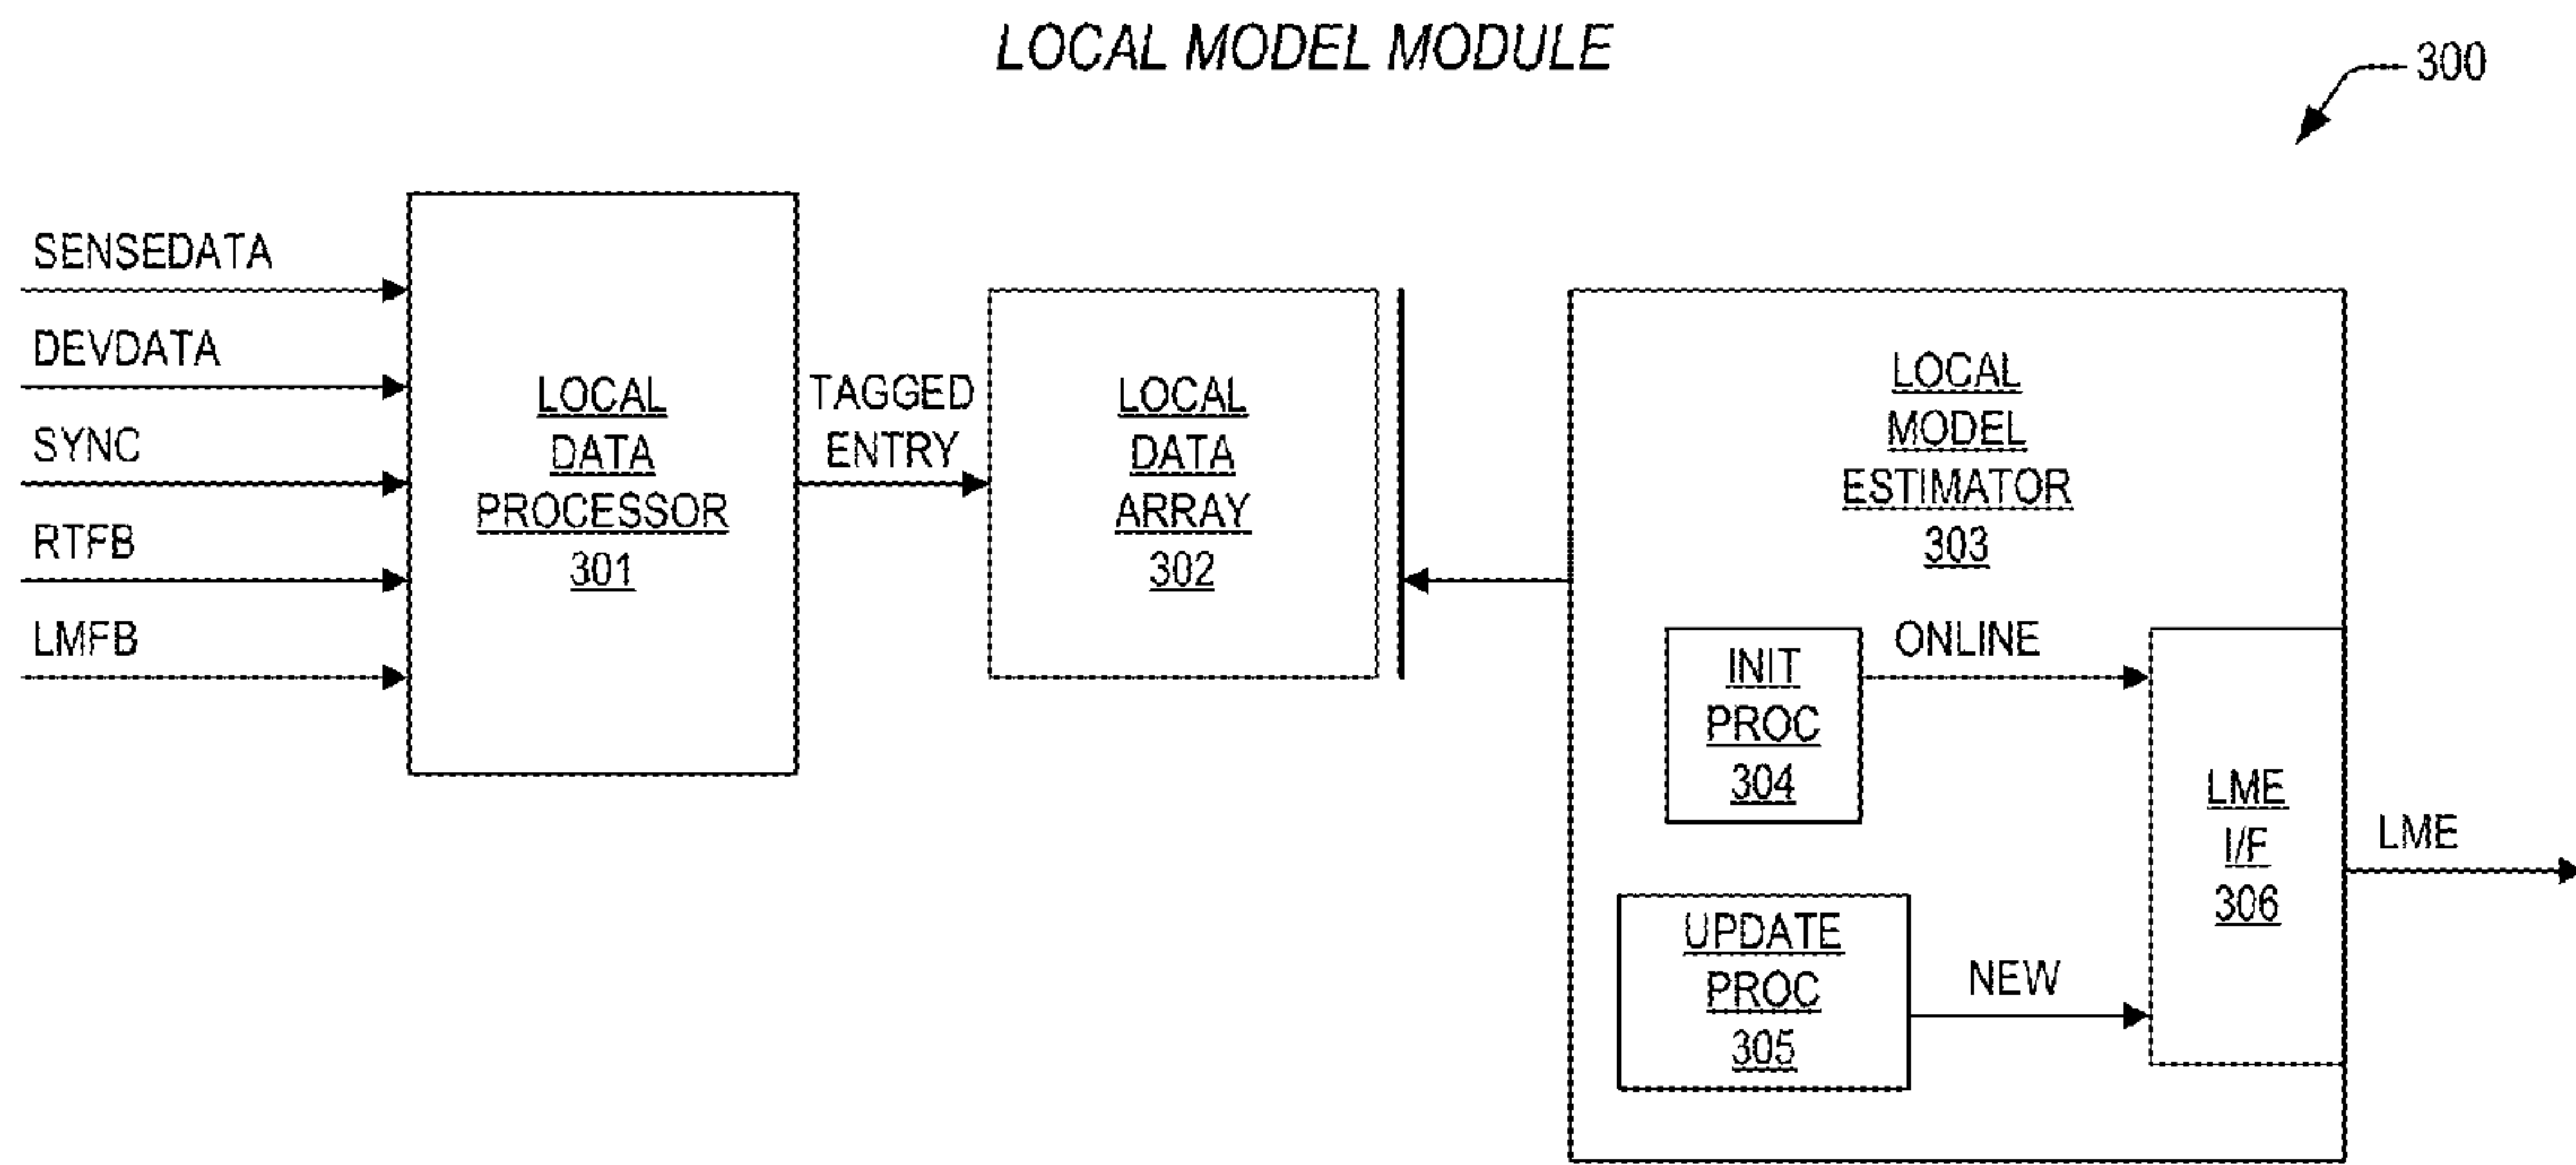 LOCAL MODEL MODULE
300
SENSEDATA
DEVDATA
SYNC
RTFB
LMFB
LOCAL
DATA
PROCESSOR
301
TAGGED
ENTRY
LOCAL
DATA
ARRAY
302
LOCAL
MODEL
ESTIMATOR
303
INIT
PROC
304
ONLINE
UPDATE
PROC
305
NEW
LME
I/F
306
LME